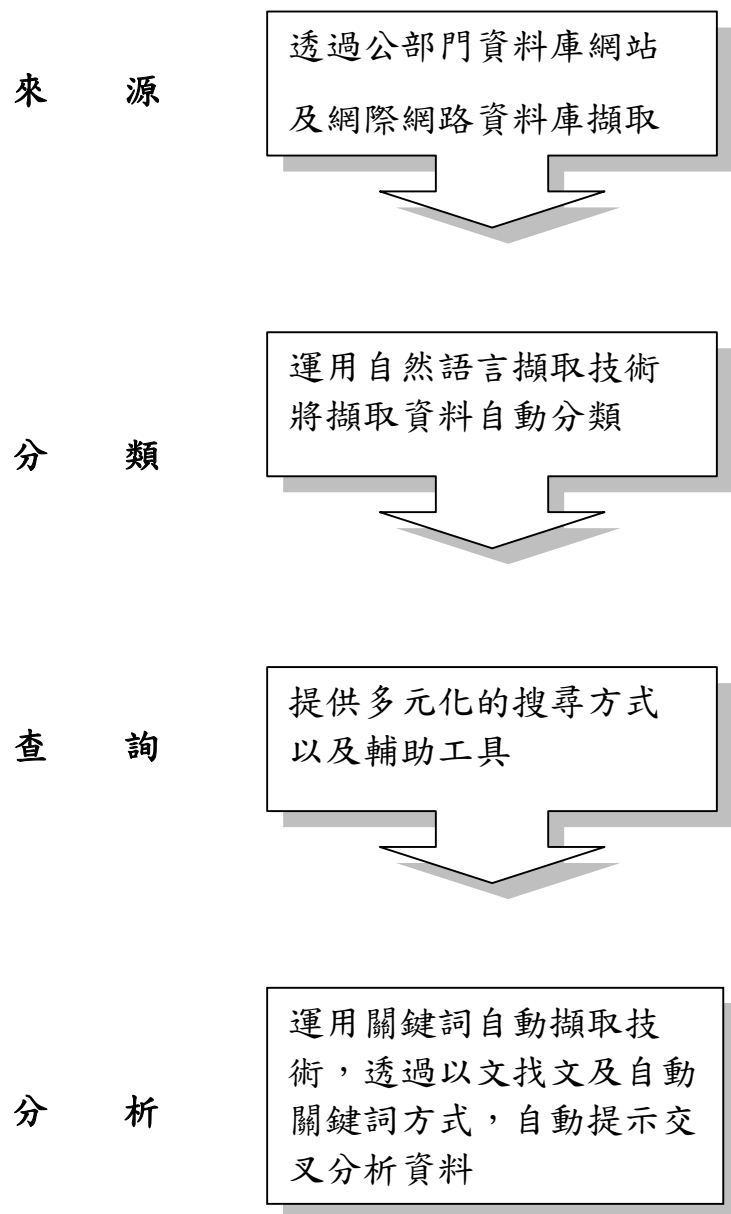 來 源
透過公部門資料庫網站
及網際網路資料庫擷取
分 類
運用自然語言擷取技術
將擷取資料自動分類
查 詢
提供多元化的搜尋方式
以及輔助工具
分 析
運用關鍵詞自動擷取技
術，透過以文找文及自動
關鍵詞方式，自動提示交
叉分析資料